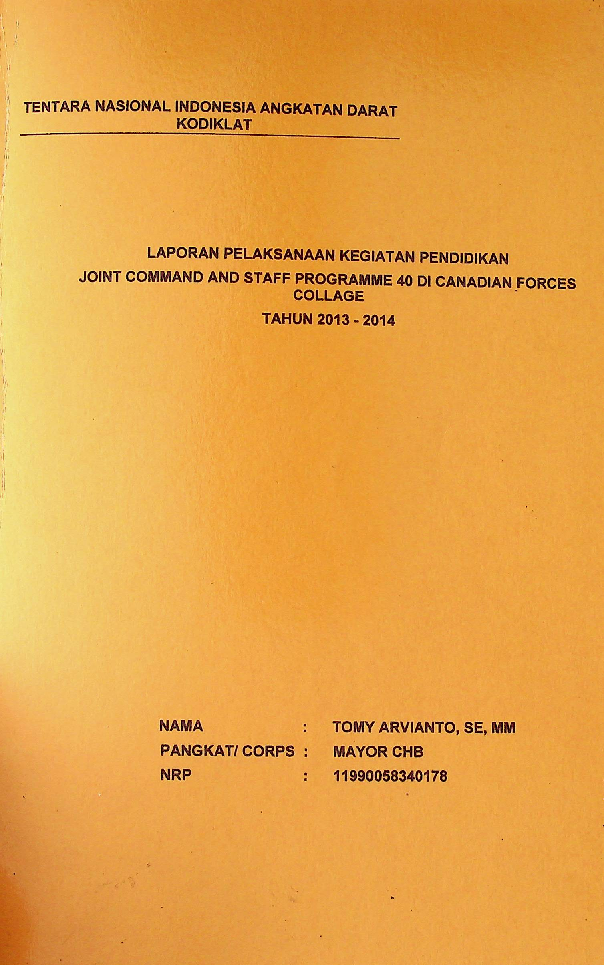 TENTARA NASIONAL INDONESIA ANGKATAN DARAT
KODIKLAT
LAPORAN PELAKSANAAN KEGIATAN PENDIDIKAN
JOINT COMMAND AND STAFF PROGRAMME 40 DI CANADIAN FORCES
COLLAGE
TAHUN 2013 - 2014
NAMA : TOMY ARVIANTO, SE, MM
PANGKAT/ CORPS : MAYOR CHB
NRP : 11990058340178